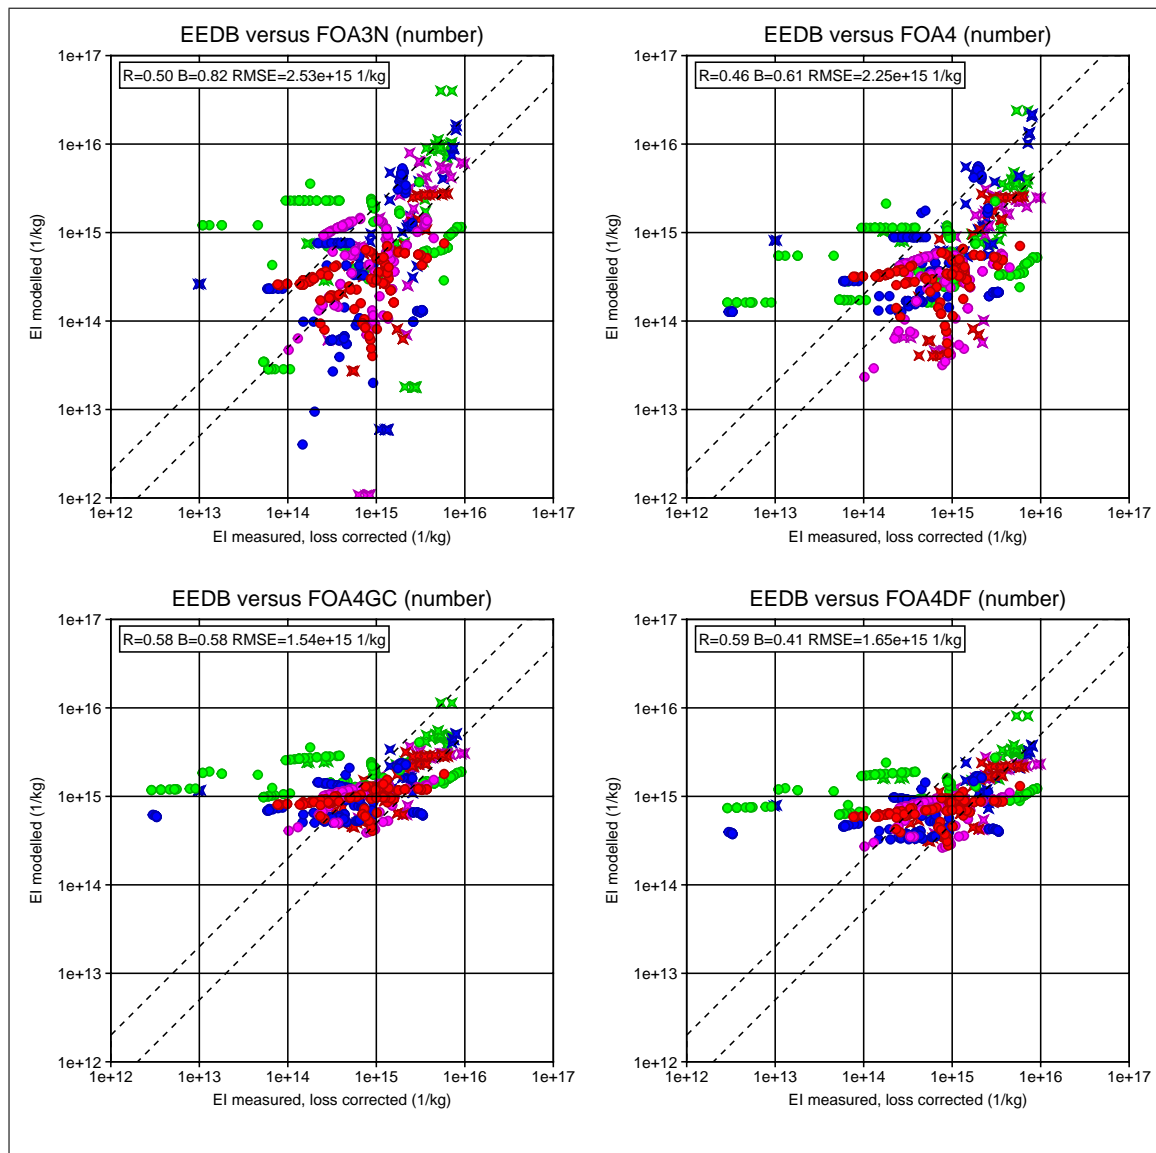 EEDB versus FOA3N (number)
R=0.50 B=0.82 RMSE=2.53e+15 1/kg
EI modelled (1/kg)
1e+17
1e+16
1e+15
1e+14
1e+13
1e+12
1e+12 1e+13 1e+14 1e+15 1e+16 1e+17
EI measured, loss corrected (1/kg)
EEDB versus FOA4 (number)
R=0.46 B=0.61 RMSE=2.25e+15 1/kg
EI modelled (1/kg)
1e+17
1e+16
1e+15
1e+14
1e+13
1e+12
1e+12 1e+13 1e+14 1e+15 1e+16 1e+17
EI measured, loss corrected (1/kg)
EEDB versus FOA4GC (number)
R=0.58 B=0.58 RMSE=1.54e+15 1/kg
EI modelled (1/kg)
1e+17
1e+16
1e+15
1e+14
1e+13
1e+12
1e+12 1e+13 1e+14 1e+15 1e+16 1e+17
EI measured, loss corrected (1/kg)
EEDB versus FOA4DF (number)
R=0.59 B=0.41 RMSE=1.65e+15 1/kg
EI modelled (1/kg)
1e+17
1e+16
1e+15
1e+14
1e+13
1e+12
1e+12 1e+13 1e+14 1e+15 1e+16 1e+17
EI measured, loss corrected (1/kg)